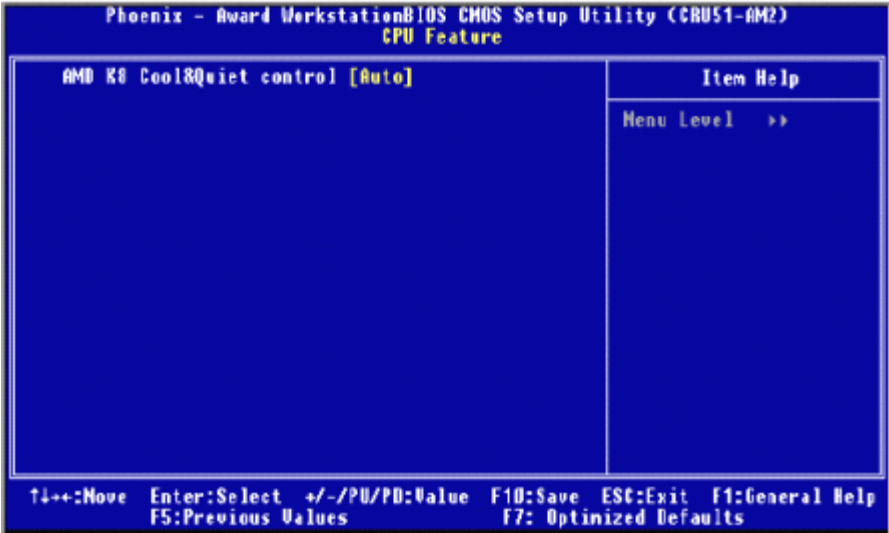 Phoenix - Award WorkstationBIOS CMOS Setup Utility (CRU51-AM2)
CPU Feature
AMD K8 Cool&Quiet control [Auto]
Item Help
Menu Level ▸▸
↑↓→←:Move Enter:Select +/-/PU/PD:Value F10:Save ESC:Exit F1:General Help
F5:Previous Values F7: Optimized Defaults